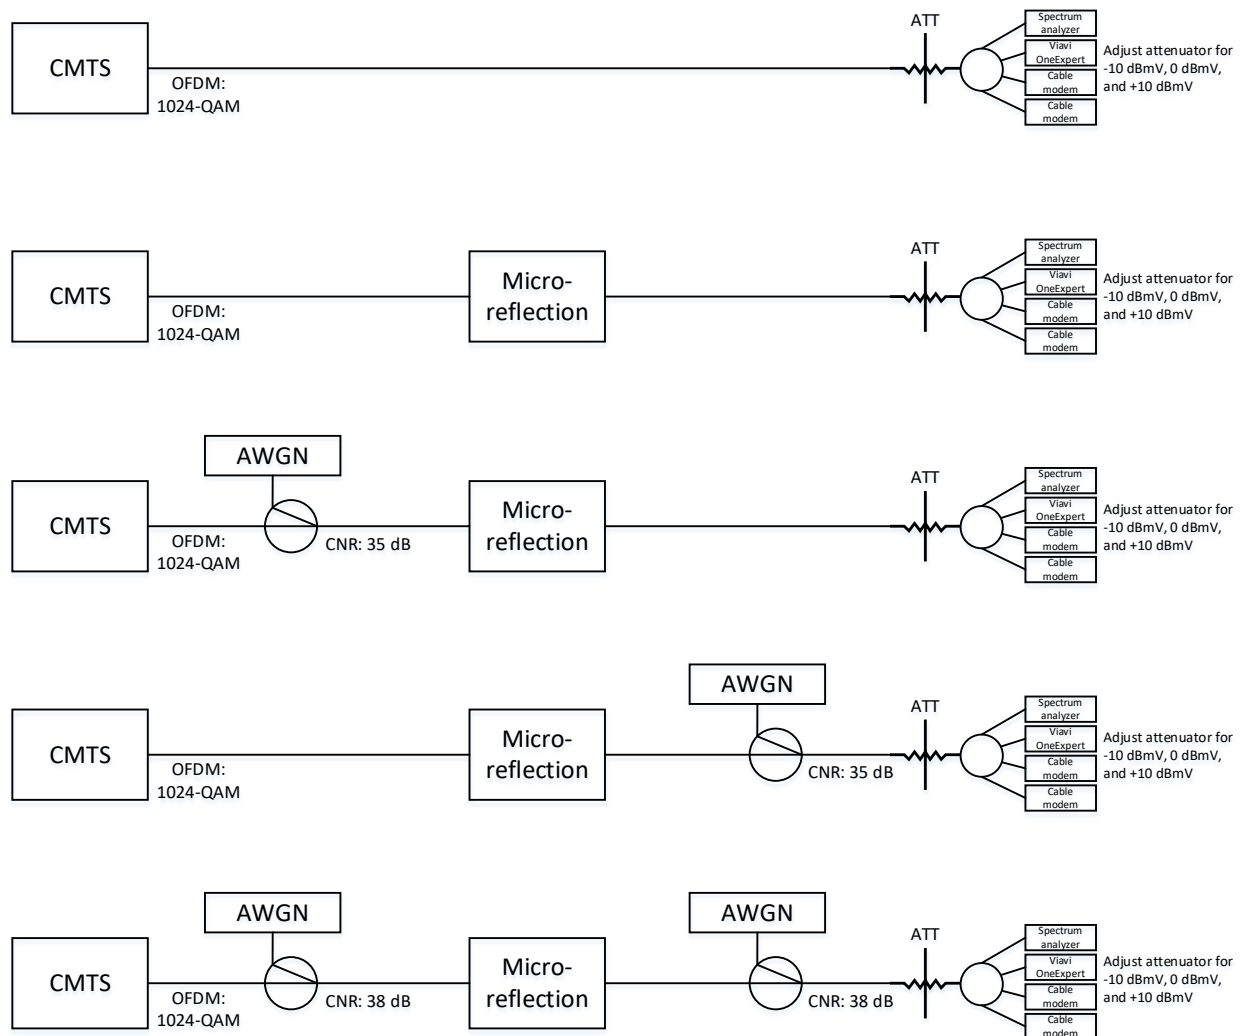 CMTS
OFDM:
1024-QAM
ATT
Spectrum
analyzer
Viavi
OneExpert
Cable
modem
Cable
modem
Adjust attenuator for
-10 dBmV, 0 dBmV,
and +10 dBmV
CMTS
OFDM:
1024-QAM
Micro-
reflection
ATT
Spectrum
analyzer
Viavi
OneExpert
Cable
modem
Cable
modem
Adjust attenuator for
-10 dBmV, 0 dBmV,
and +10 dBmV
AWGN
CMTS
OFDM:
1024-QAM
CNR: 35 dB
Micro-
reflection
ATT
Spectrum
analyzer
Viavi
OneExpert
Cable
modem
Cable
modem
Adjust attenuator for
-10 dBmV, 0 dBmV,
and +10 dBmV
CMTS
OFDM:
1024-QAM
Micro-
reflection
AWGN
CNR: 35 dB
ATT
Spectrum
analyzer
Viavi
OneExpert
Cable
modem
Cable
modem
Adjust attenuator for
-10 dBmV, 0 dBmV,
and +10 dBmV
AWGN
CMTS
OFDM:
1024-QAM
CNR: 38 dB
Micro-
reflection
AWGN
CNR: 38 dB
ATT
Spectrum
analyzer
Viavi
OneExpert
Cable
modem
Cable
modem
Adjust attenuator for
-10 dBmV, 0 dBmV,
and +10 dBmV